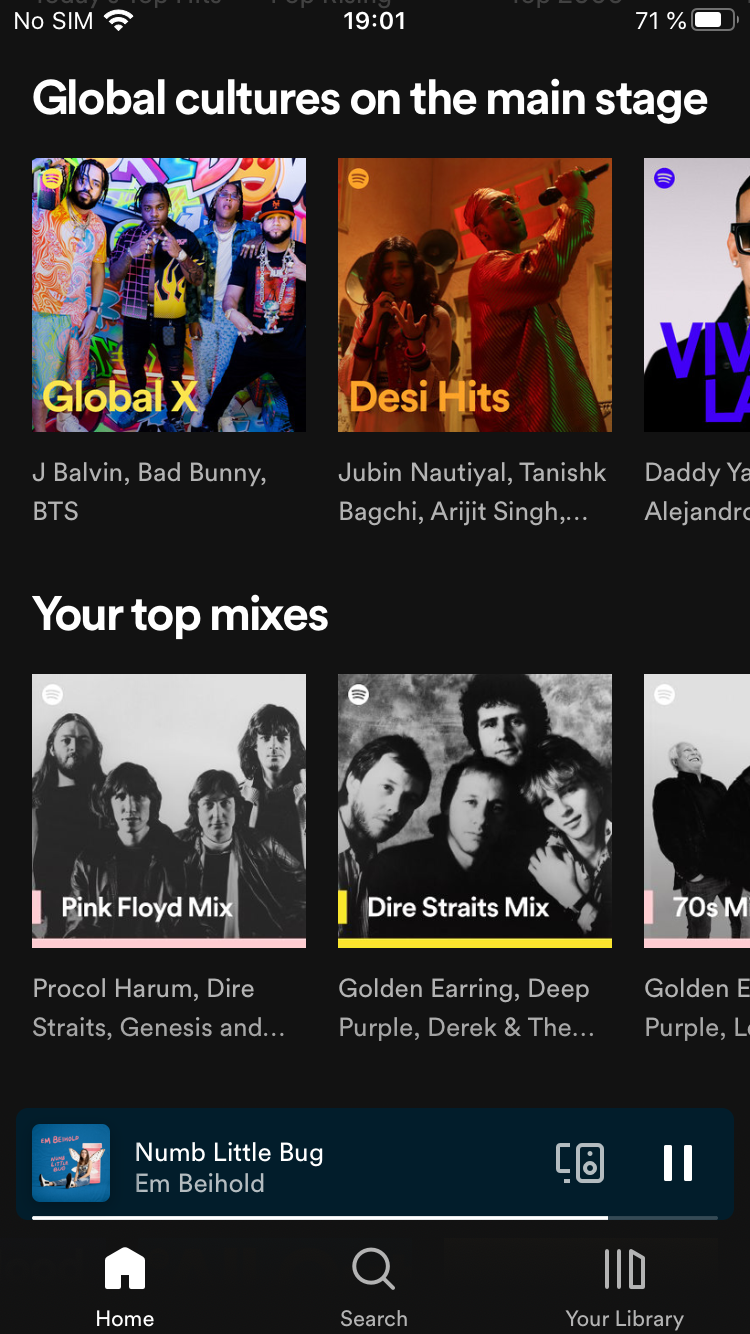 No SIM 19:01 71 %
Global cultures on the main stage
Global X
Desi Hits
VIV
LA
J Balvin, Bad Bunny,
BTS
Jubin Nautiyal, Tanishk
Bagchi, Arijit Singh,...
Daddy Ya
Alejandro
Your top mixes
Pink Floyd Mix
Dire Straits Mix
70s M
Procol Harum, Dire
Straits, Genesis and...
Golden Earring, Deep
Purple, Derek & The...
Golden E
Purple, L
EM BEIHOLD
NUMB
LITTLE
BUG
Numb Little Bug
Em Beihold
Home
Search
Your Library